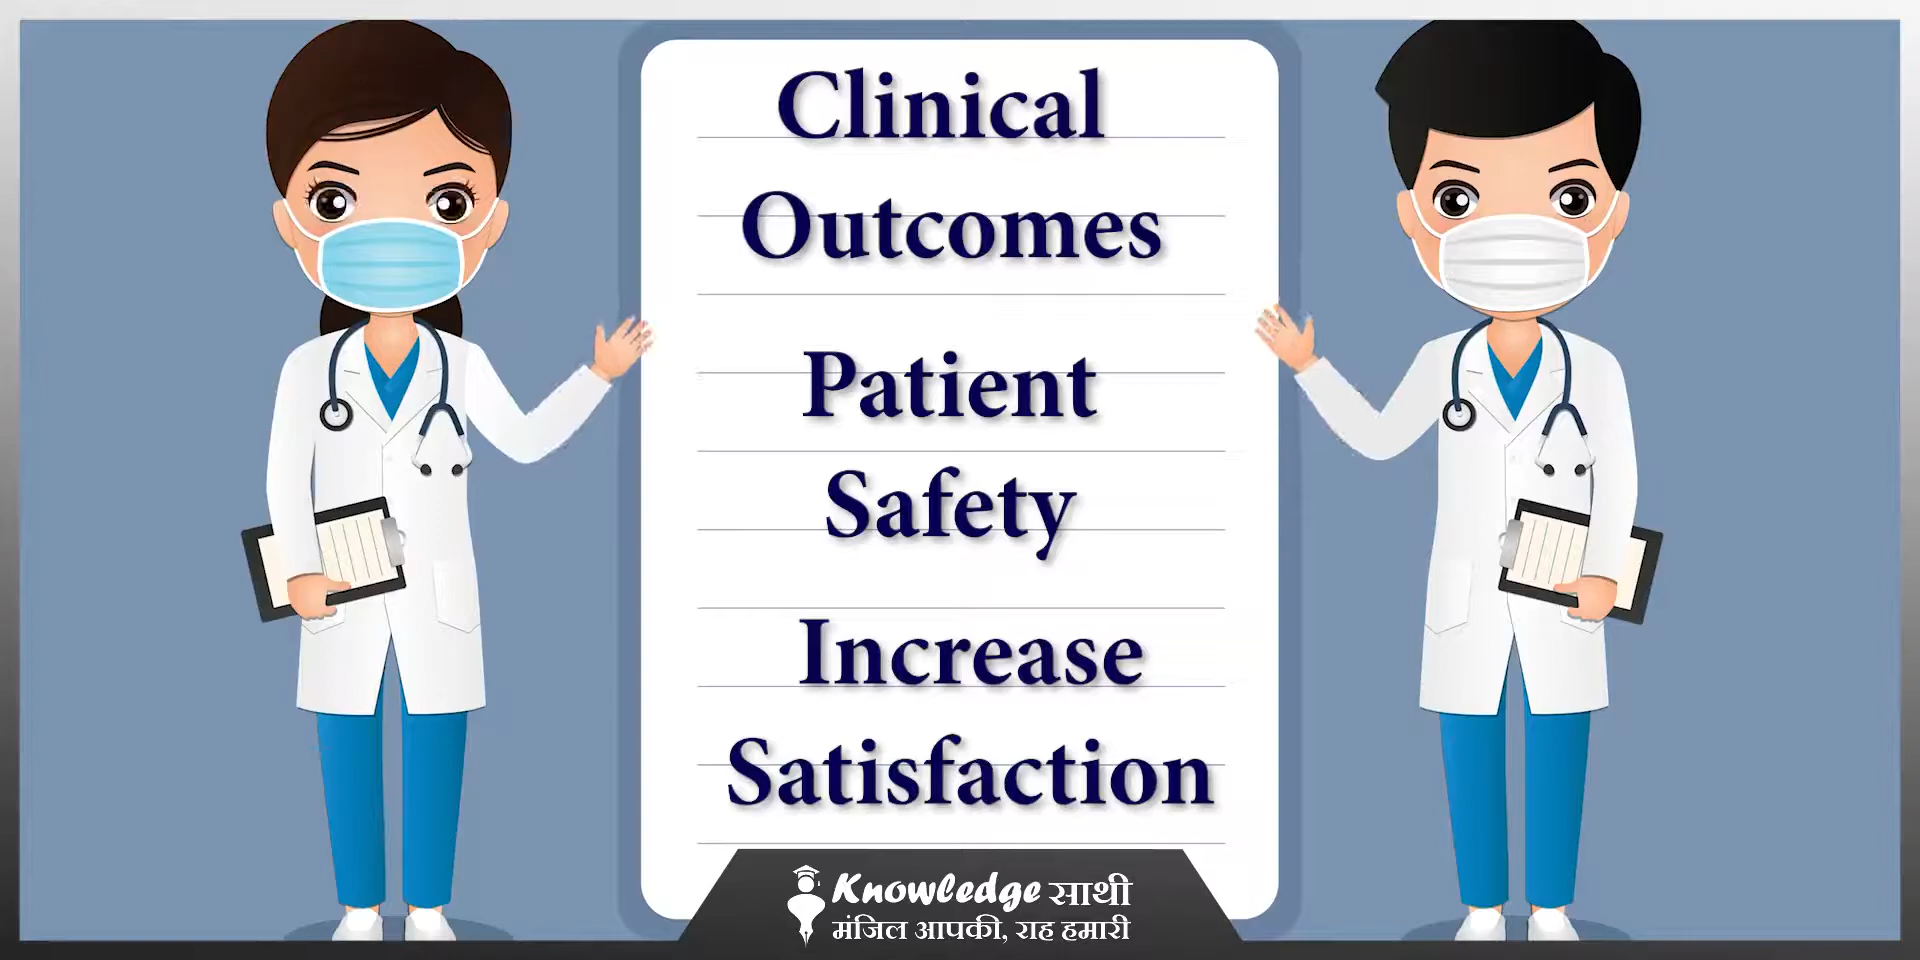 Clinical
Outcomes
Patient
Safety
Increase
Satisfaction
Knowledge साथी
मंजिल आपकी, राह हमारी